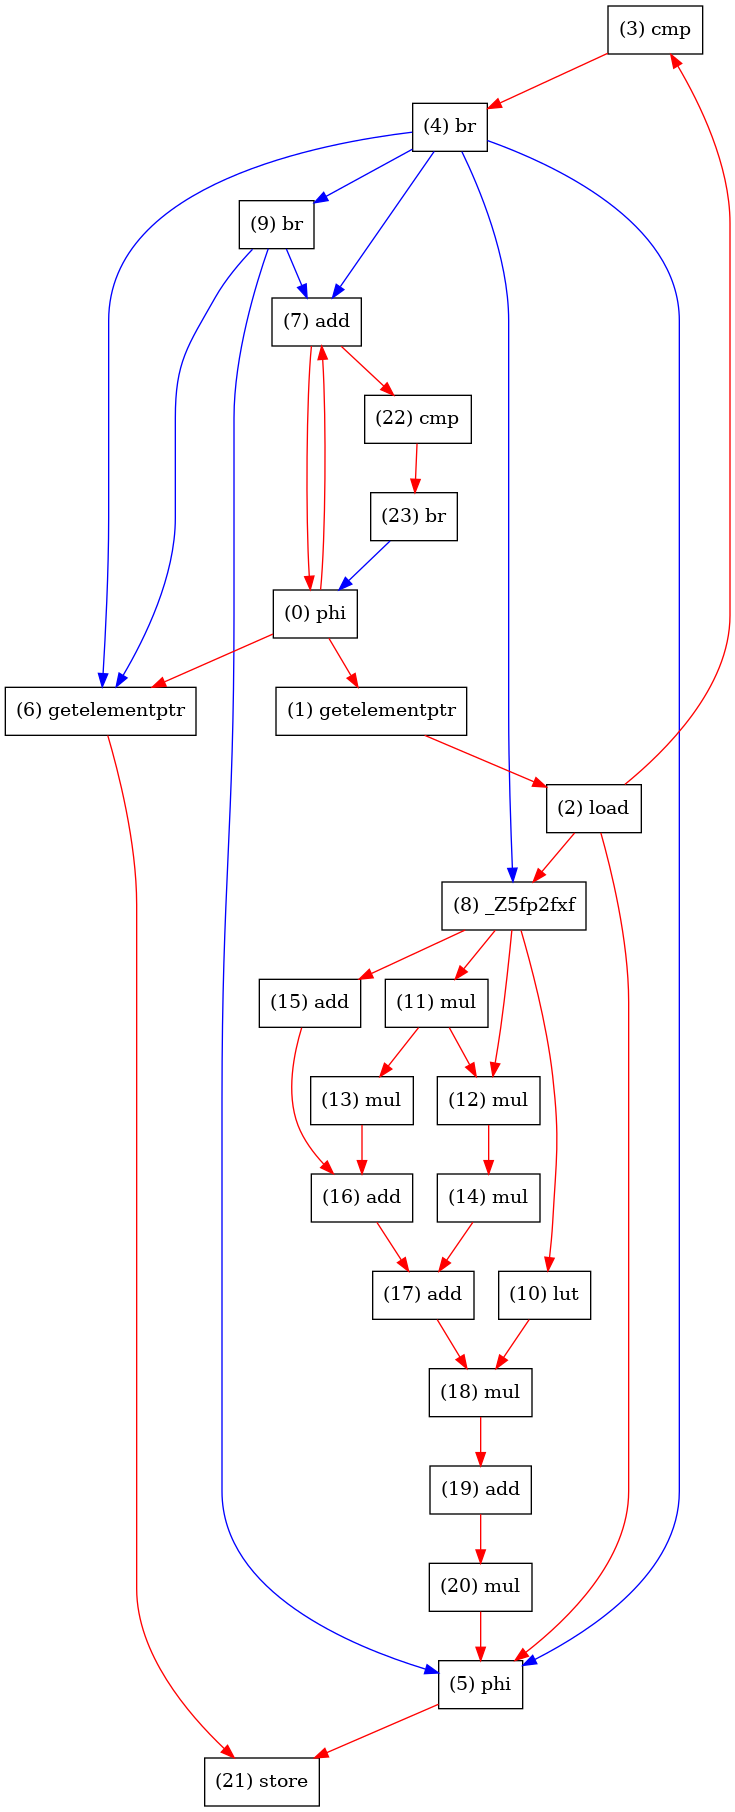 (3) cmp
(4) br
(9) br
(7) add
(22) cmp
(23) br
(0) phi
(6) getelementptr
(1) getelementptr
(2) load
(8) _Z5fp2fxf
(15) add
(11) mul
(13) mul
(12) mul
(16) add
(14) mul
(17) add
(10) lut
(18) mul
(19) add
(20) mul
(5) phi
(21) store